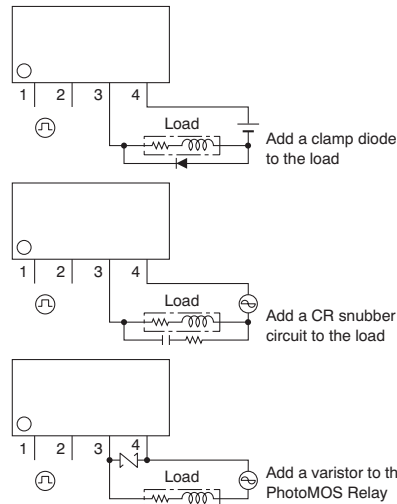 1 2 3 4
Load
Add a clamp diode
to the load
1 2 3 4
Load
Add a CR snubber
circuit to the load
1 2 3 4
Load
Add a varistor to th
PhotoMOS Relay